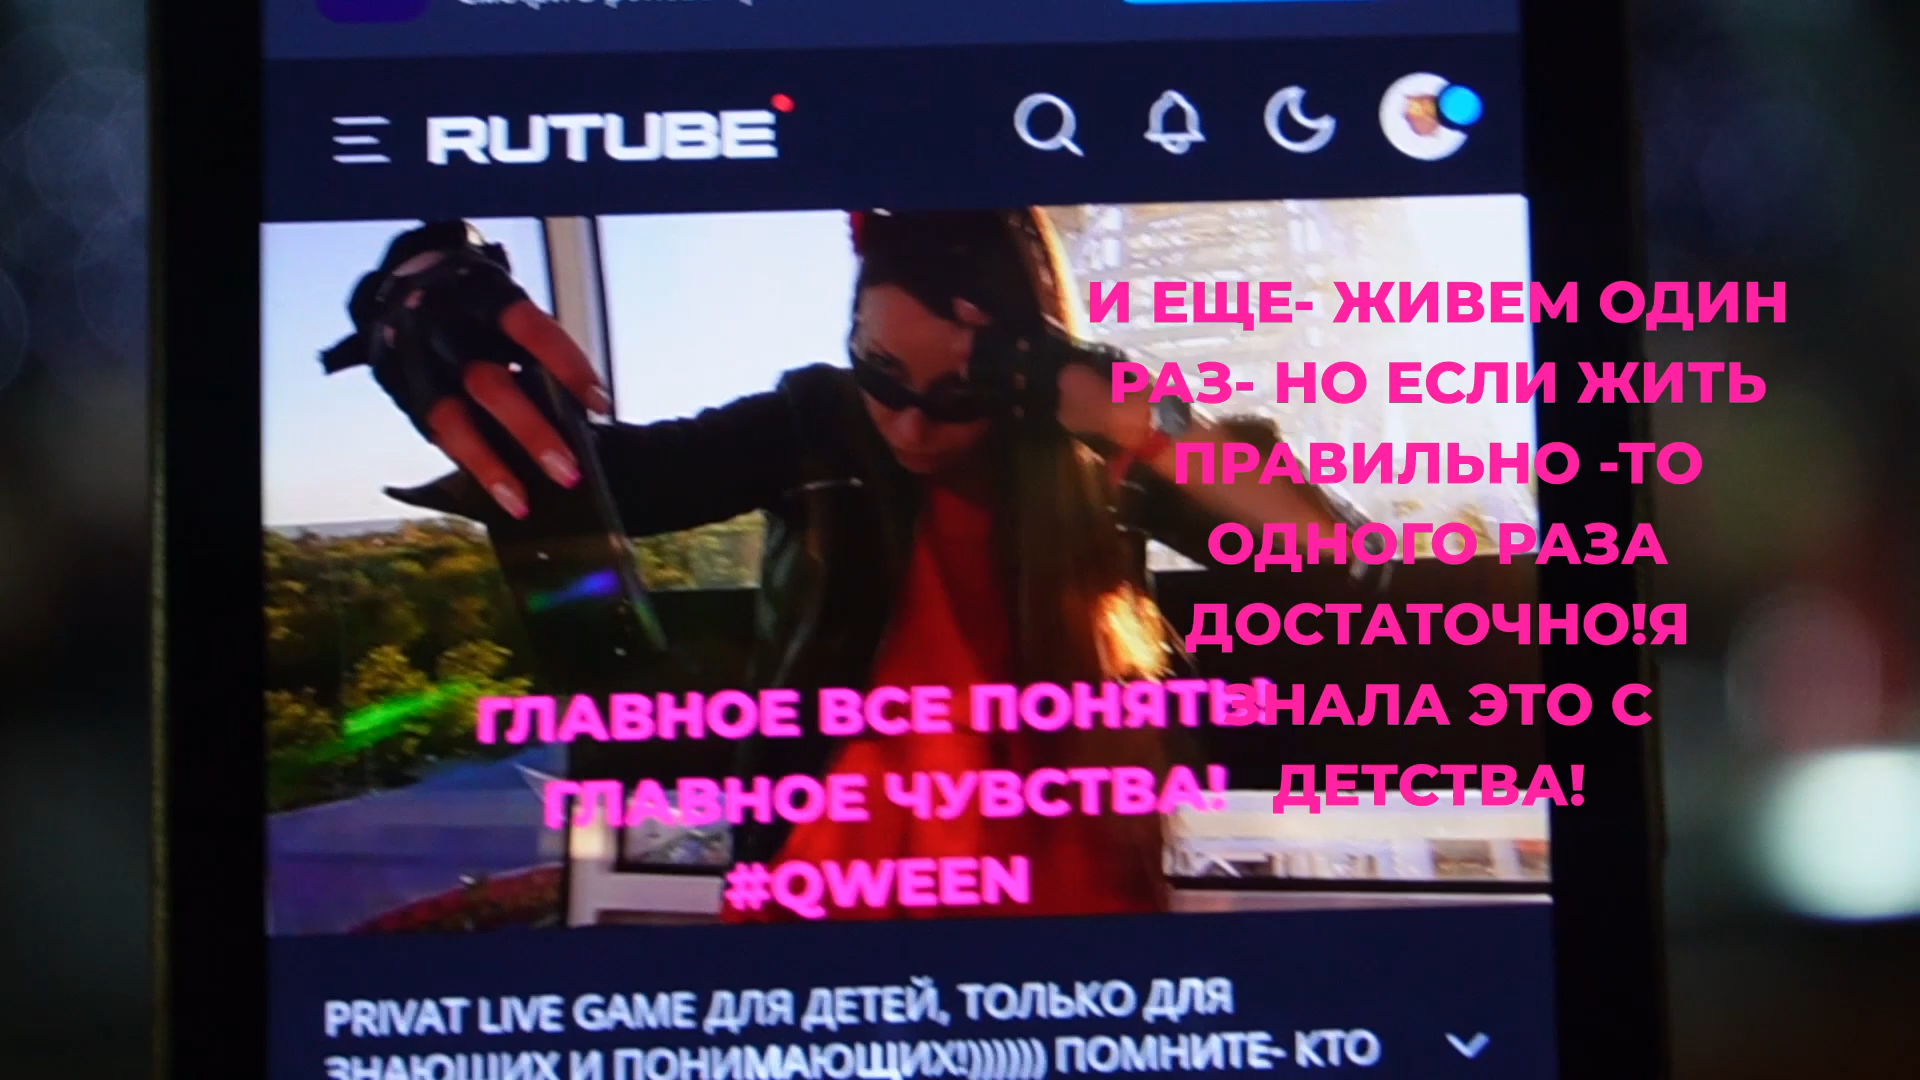 RUTUBE
И ЕЩЕ- ЖИВЕМ ОДИН
РАЗ- НО ЕСЛИ ЖИТЬ
ПРАВИЛЬНО -ТО
ОДНОГО РАЗА
ДОСТАТОЧНО!Я
ЗНАЛА ЭТО С
ДЕТСТВА!
ГЛАВНОЕ ВСЕ ПОНЯТЬ!
ГЛАВНОЕ ЧУВСТВА!
#QWEEN
PRIVAT LIVE GAME ДЛЯ ДЕТЕЙ, ТОЛЬКО ДЛЯ
ЗНАЮЩИХ И ПОНИМАЮЩИХ!)))))) ПОМНИТЕ- КТО